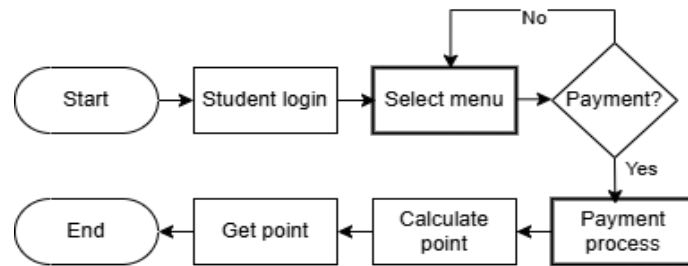 No
Start
Student login
Select menu
Payment?
Yes
End
Get point
Calculate
point
Payment
process